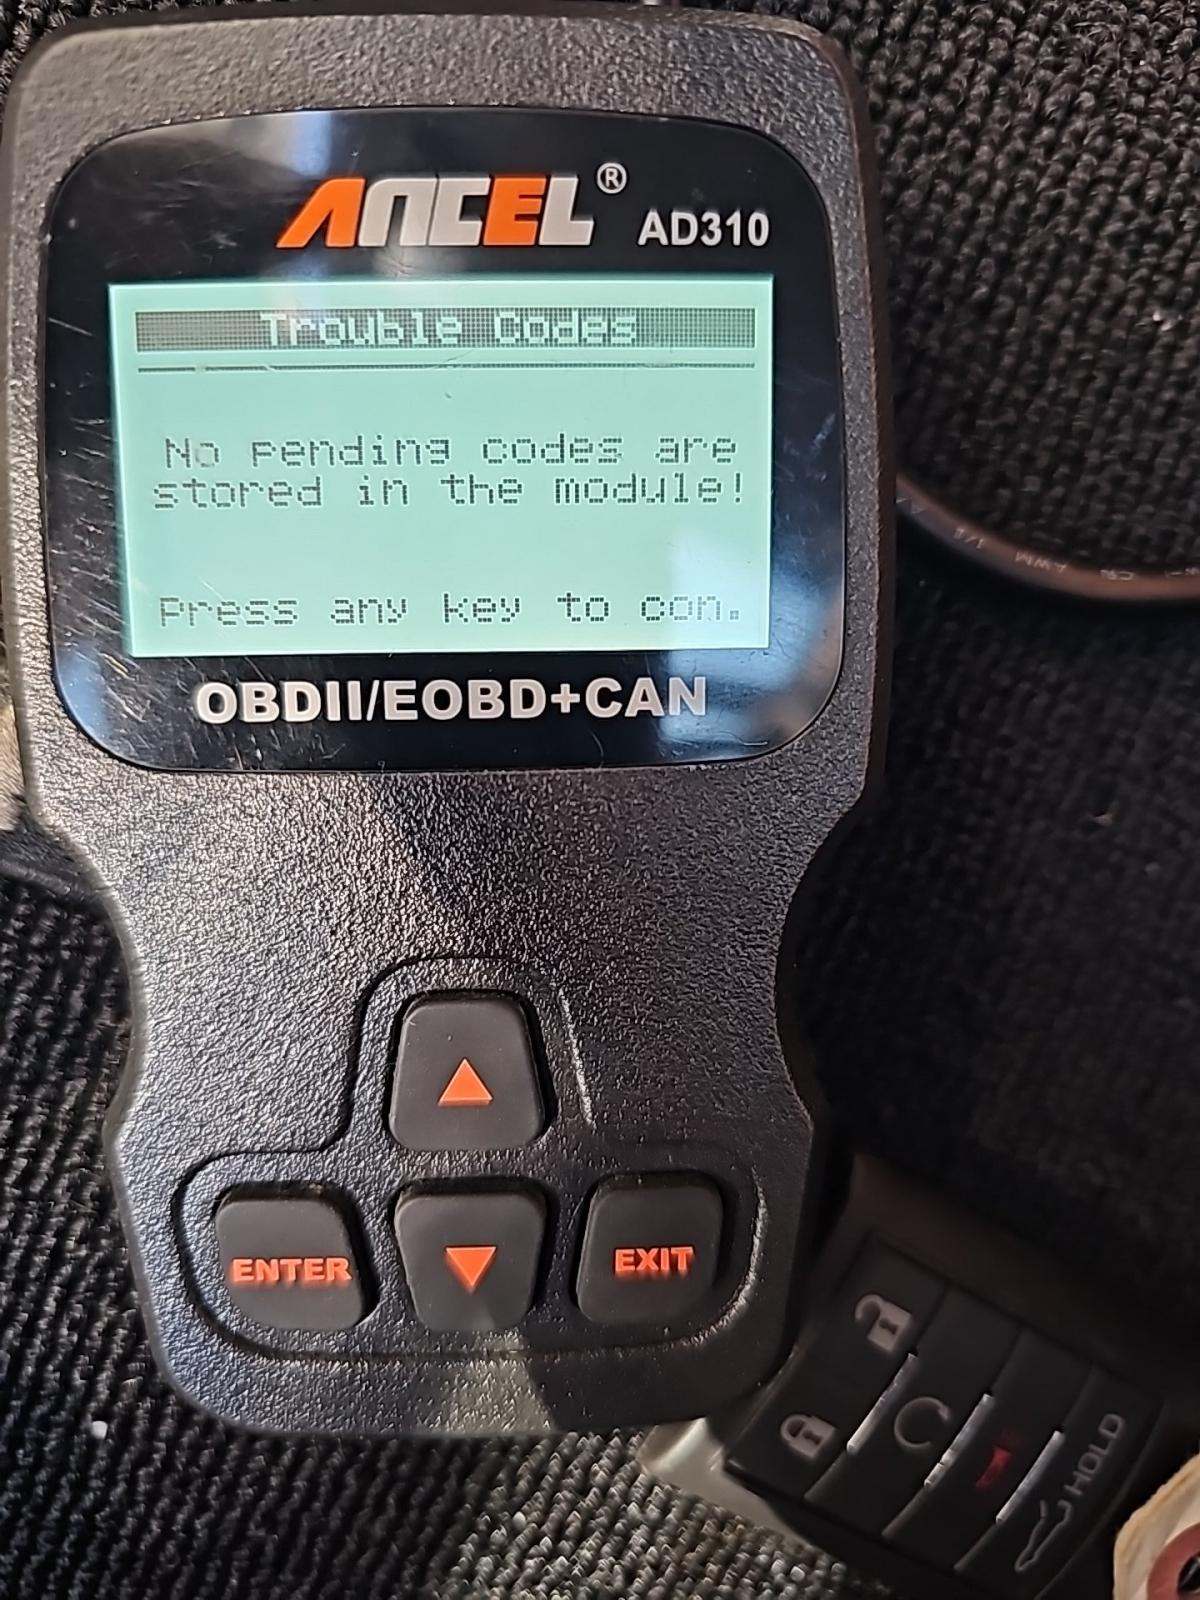 ANCEL® AD310
Trouble Codes
No pending codes are
stored in the module!
Press any key to con.
OBDII/EOBD+CAN
ENTER
EXIT
HOLD